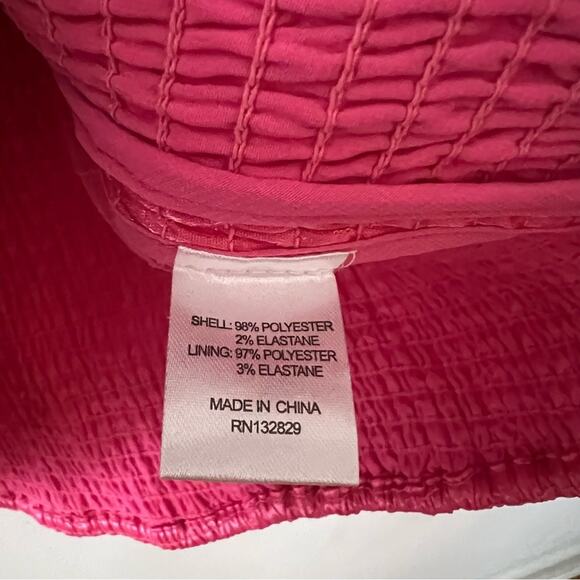 SHELL: 98% POLYESTER
2% ELASTANE
LINING: 97% POLYESTER
3% ELASTANE
MADE IN CHINA
RN132829